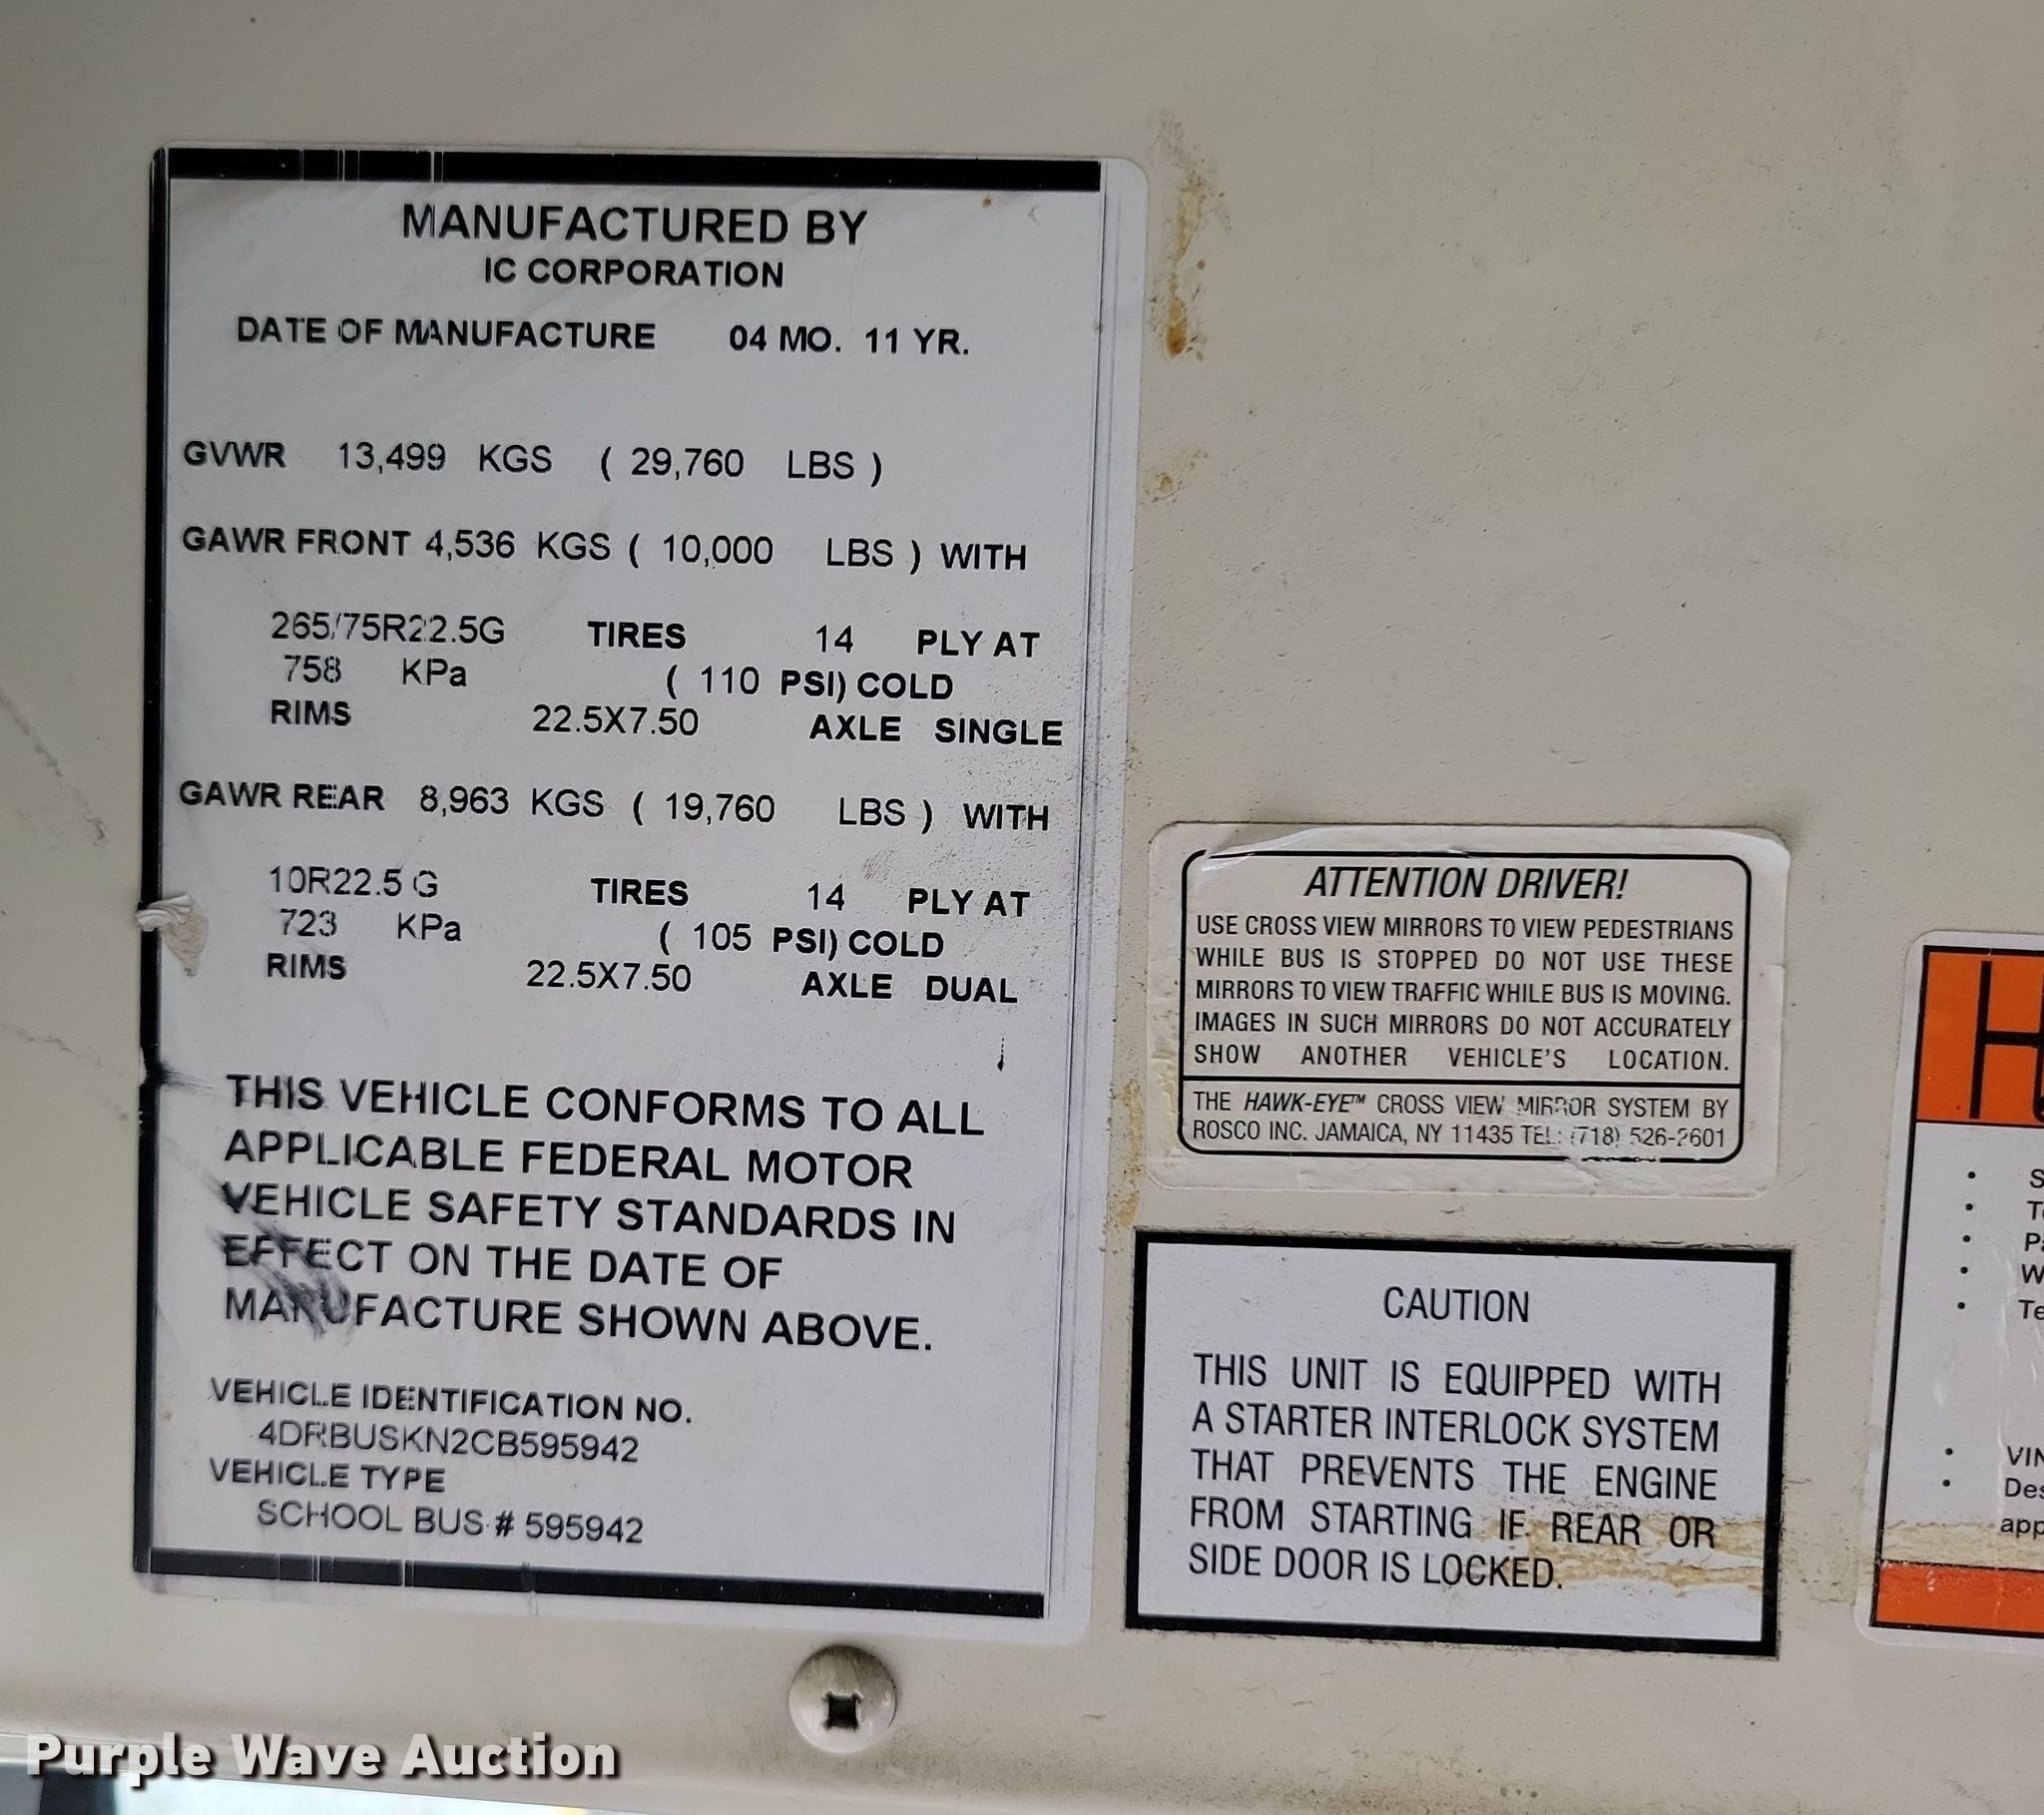 MANUFACTURED BY
IC CORPORATION
DATE OF MANUFACTURE 04 MO. 11 YR.
GVWR 13,499 KGS ( 29,760 LBS )
GAWR FRONT 4,536 KGS ( 10,000 LBS ) WITH
265/75R22.5G TIRES 14 PLY AT
758 KPa ( 110 PSI) COLD
RIMS 22.5X7.50 AXLE SINGLE
GAWR REAR 8,963 KGS ( 19,760 LBS ) WITH
10R22.5 G TIRES 14 PLY AT
723 KPa ( 105 PSI) COLD
RIMS 22.5X7.50 AXLE DUAL
THIS VEHICLE CONFORMS TO ALL
APPLICABLE FEDERAL MOTOR
VEHICLE SAFETY STANDARDS IN
EFFECT ON THE DATE OF
MANUFACTURE SHOWN ABOVE.
VEHICLE IDENTIFICATION NO.
4DRBUSKN2CB595942
VEHICLE TYPE
SCHOOL BUS # 595942
ATTENTION DRIVER!
USE CROSS VIEW MIRRORS TO VIEW PEDESTRIANS
WHILE BUS IS STOPPED DO NOT USE THESE
MIRRORS TO VIEW TRAFFIC WHILE BUS IS MOVING.
IMAGES IN SUCH MIRRORS DO NOT ACCURATELY
SHOW ANOTHER VEHICLE'S LOCATION.
THE HAWK-EYE™ CROSS VIEW MIRROR SYSTEM BY
ROSCO INC. JAMAICA, NY 11435 TEL: (718) 526-2601
CAUTION
THIS UNIT IS EQUIPPED WITH
A STARTER INTERLOCK SYSTEM
THAT PREVENTS THE ENGINE
FROM STARTING IF REAR OR
SIDE DOOR IS LOCKED.
Purple Wave Auction